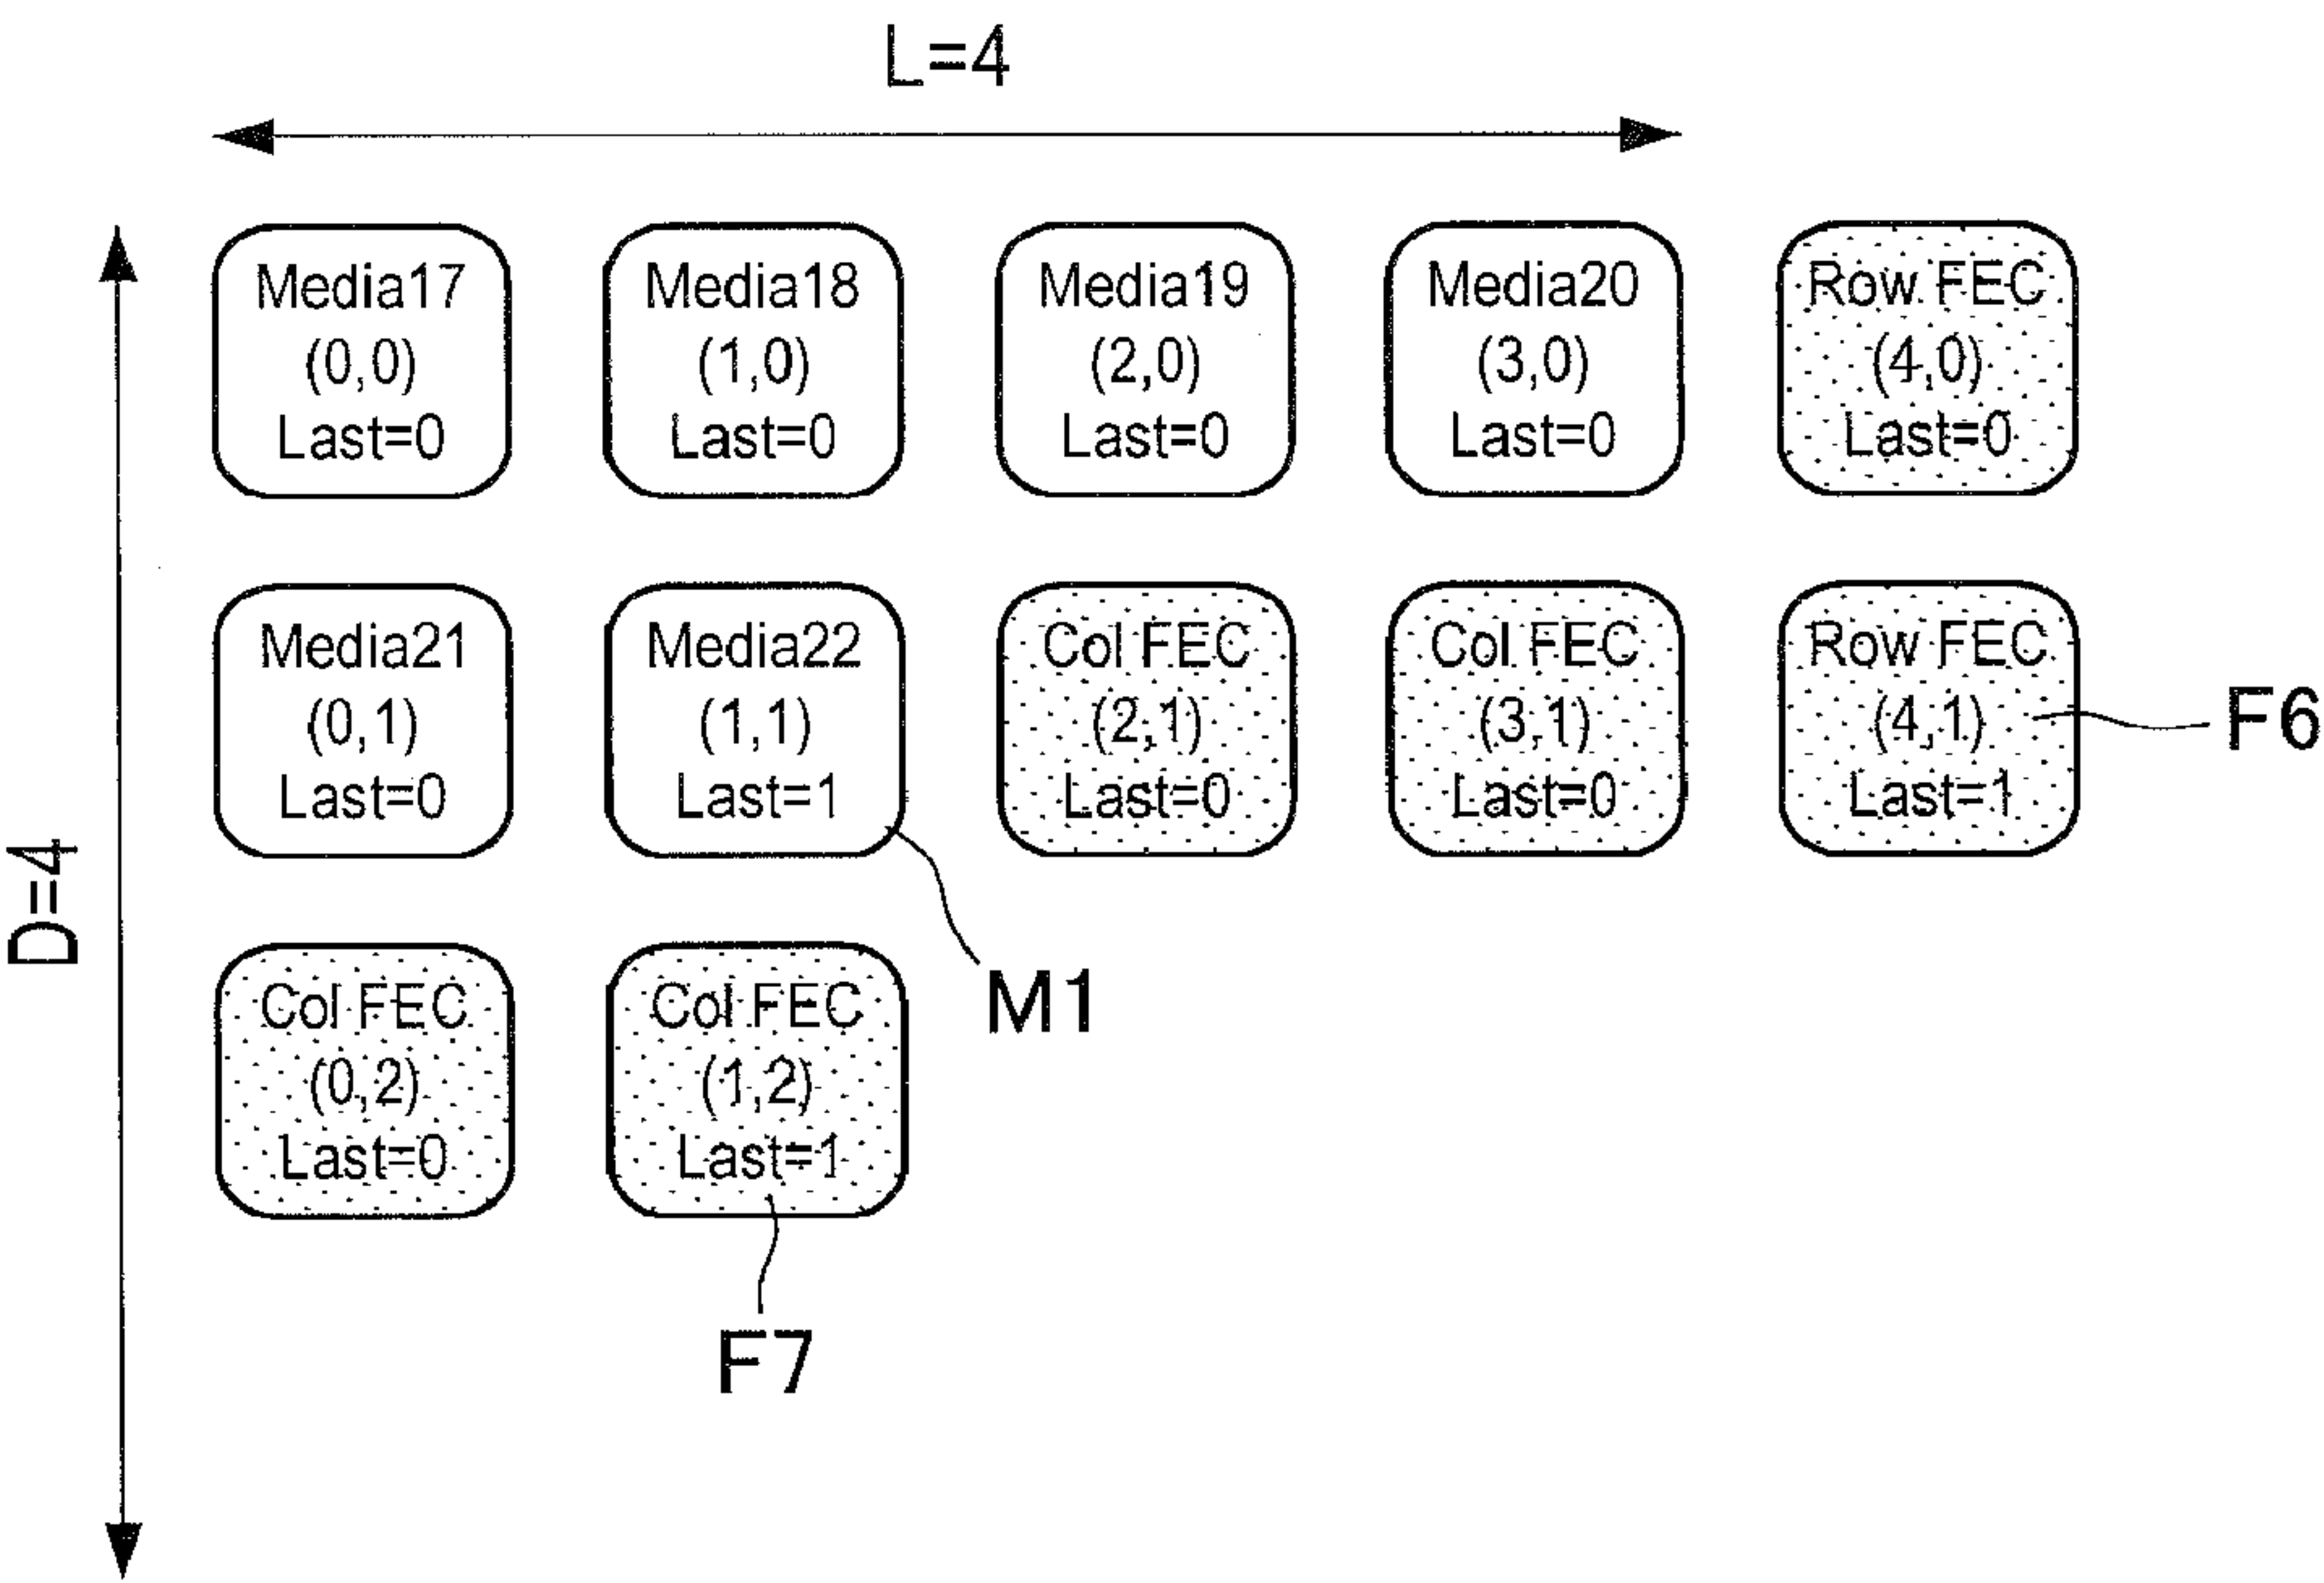 L=4
Media17
(0,0)
Last=0
Media18
(1,0)
Last=0
Media19
(2,0)
Last=0
Media20
(3,0)
Last=0
Row FEC
(4,0)
Last=0
Media21
(0,1)
Last=0
Media22
(1,1)
Last=1
Col FEC
(2,1)
Last=0
Col FEC
(3,1)
Last=0
Row FEC
(4,1)
Last=1
F6
D=4
Col FEC
(0,2)
Last=0
Col FEC
(1,2)
Last=1
M1
F7